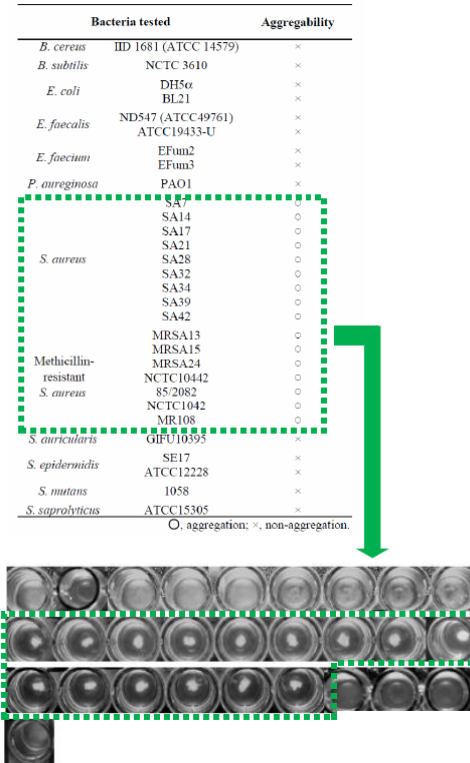 Bacteria tested Aggregability
B. cereus IID 1681 (ATCC 14579) ×
B. subtilis NCTC 3610 ×
E. coli DH5α ×
BL21 ×
E. faecalis ND547 (ATCC49761) ×
ATCC19433-U ×
E. faecium EFum2 ×
EFum3 ×
P. aureginosa PAO1 ×
SA7 ○
SA14 ○
SA17 ○
SA21 ○
S. aureus SA28 ○
SA32 ○
SA34 ○
SA39 ○
SA42 ○
MRSA13 ○
MRSA15 ○
Methicillin- MRSA24 ○
resistant NCTC10442 ○
S. aureus 85/2082 ○
NCTC1042 ○
MR108 ○
S. auricularis GIFU10395 ×
S. epidermidis SE17 ×
ATCC12228 ×
S. mutans 1058 ×
S. saprolyticus ATCC15305 ×
○, aggregation; ×, non-aggregation.